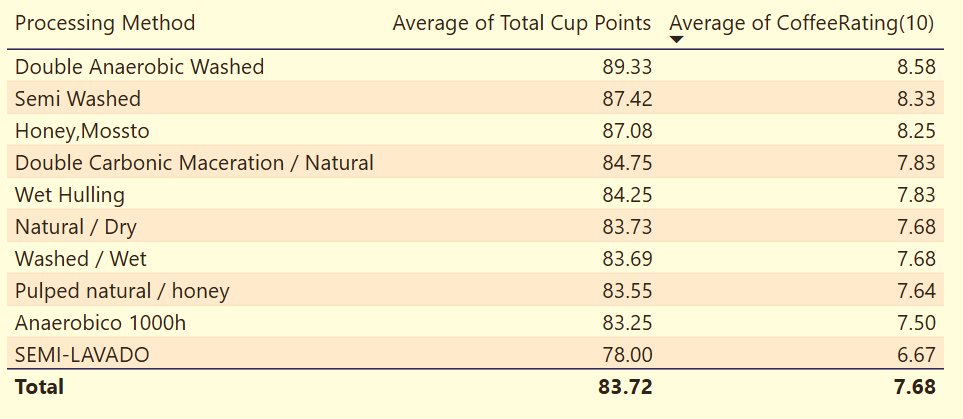 Processing Method Average of Total Cup Points Average of CoffeeRating(10)
Double Anaerobic Washed 89.33 8.58
Semi Washed 87.42 8.33
Honey,Mossto 87.08 8.25
Double Carbonic Maceration / Natural 84.75 7.83
Wet Hulling 84.25 7.83
Natural / Dry 83.73 7.68
Washed / Wet 83.69 7.68
Pulped natural / honey 83.55 7.64
Anaerobico 1000h 83.25 7.50
SEMI-LAVADO 78.00 6.67
Total 83.72 7.68